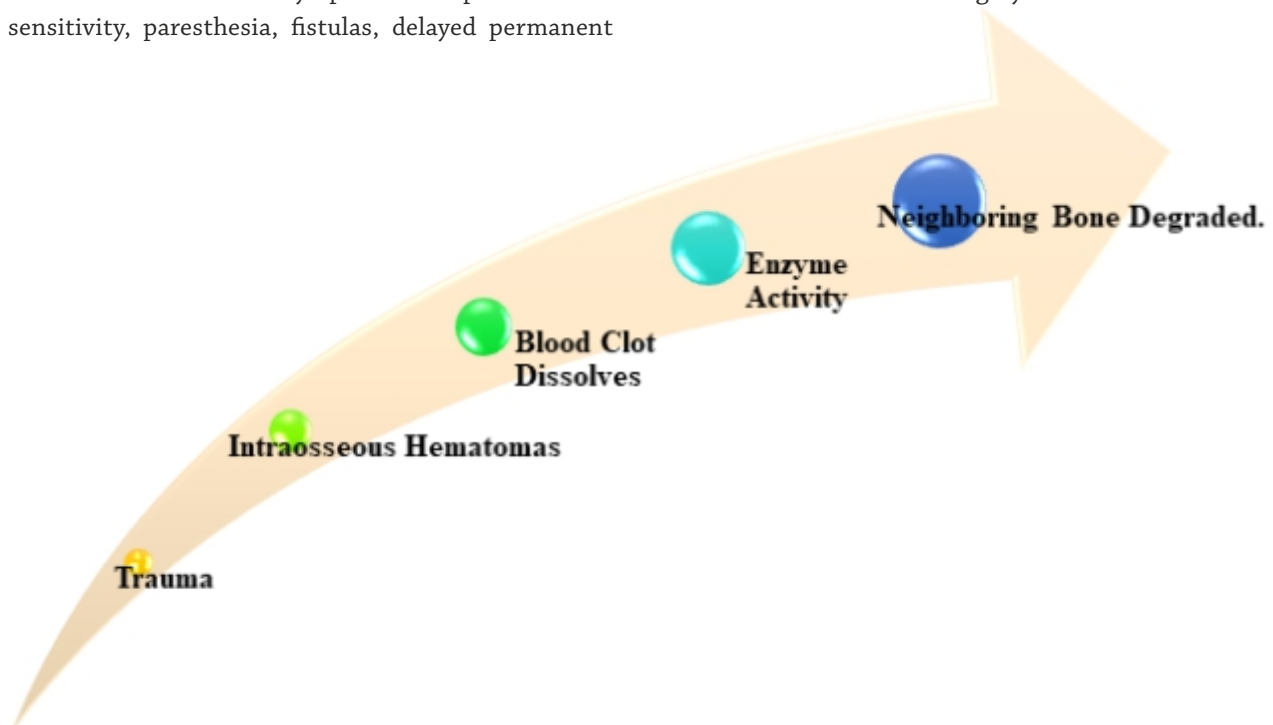 sensitivity, paresthesia, fistulas, delayed permanent
Neighboring Bone Degraded.
Enzyme
Activity
Blood Clot
Dissolves
Intraosseous Hematomas
Trauma